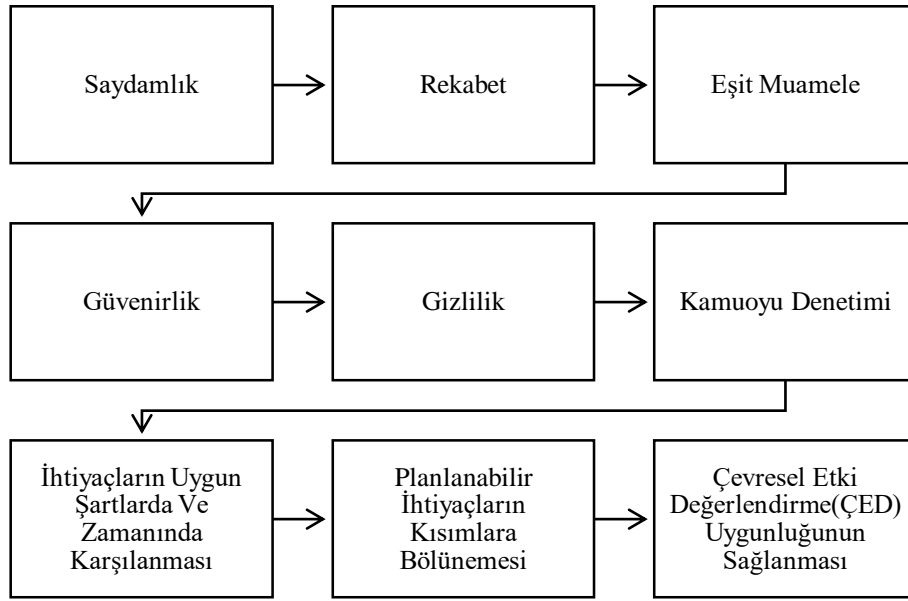 Saydamlık
Rekabet
Eşit Muamele
Güvenirlik
Gizlilik
Kamuoyu Denetimi
İhtiyaçların Uygun
Şartlarda Ve
Zamanında
Karşılanması
Planlanabilir
İhtiyaçların
Kısımlara
Bölünemesi
Çevresel Etki
Değerlendirme(ÇED)
Uygunluğunun
Sağlanması